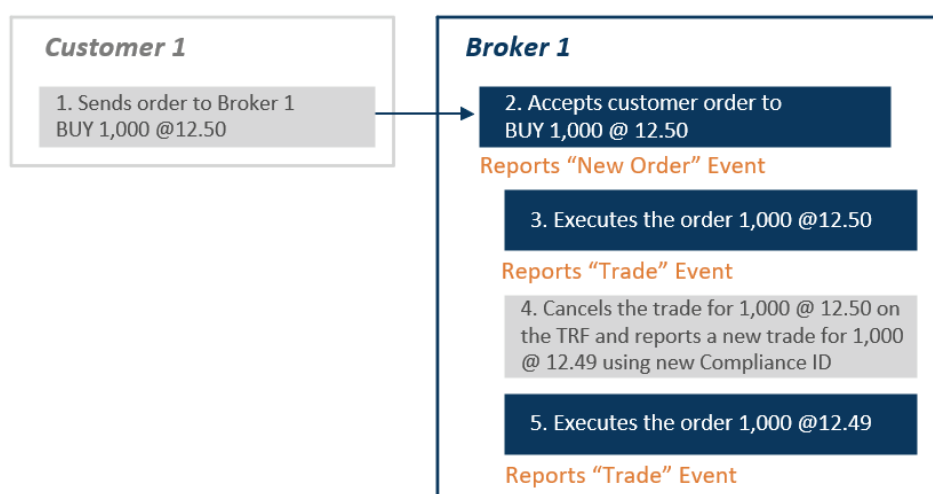 Customer 1
1. Sends order to Broker 1
BUY 1,000 @12.50
Broker 1
2. Accepts customer order to
BUY 1,000 @ 12.50
Reports “New Order” Event
3. Executes the order 1,000 @12.50
Reports “Trade” Event
4. Cancels the trade for 1,000 @ 12.50 on
the TRF and reports a new trade for 1,000
@ 12.49 using new Compliance ID
5. Executes the order 1,000 @12.49
Reports “Trade” Event